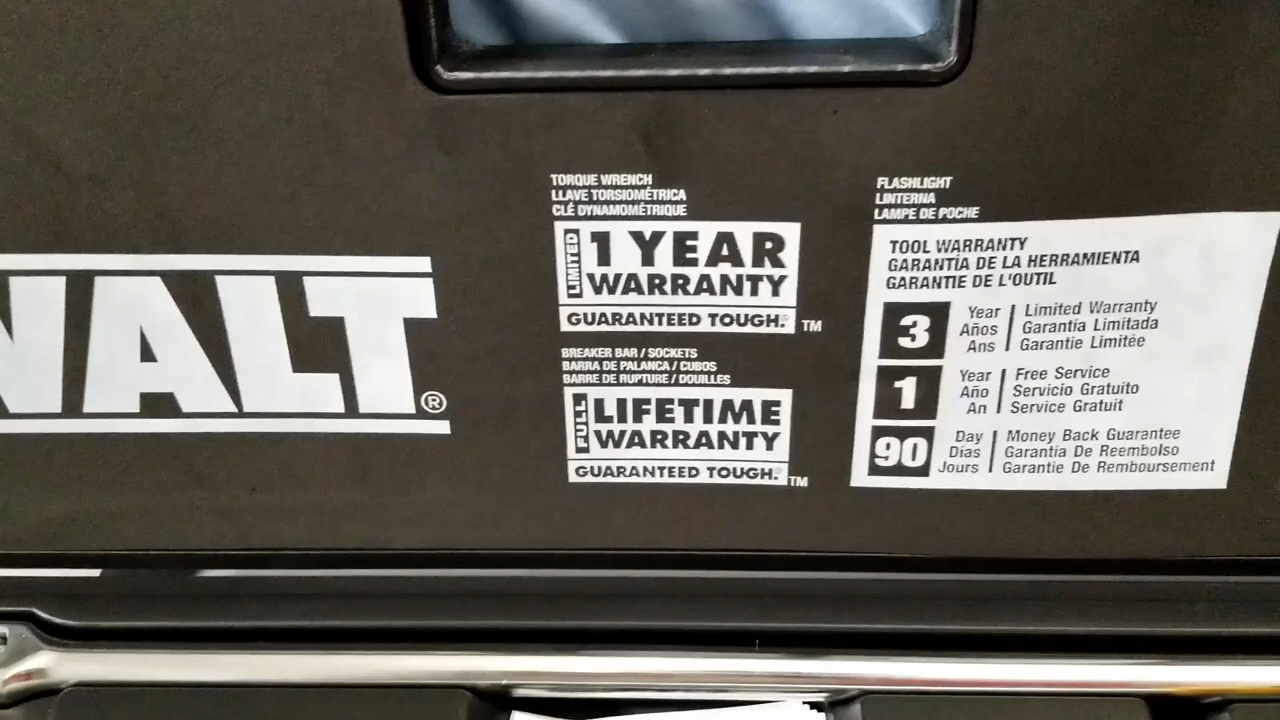 WALT®
TORQUE WRENCH
LLAVE TORSIOMÉTRICA
CLÉ DYNAMOMÉTRIQUE
LIMITED
1 YEAR
WARRANTY
GUARANTEED TOUGH.® TM
BREAKER BAR / SOCKETS
BARRA DE PALANCA / CUBOS
BARRE DE RUPTURE / DOUILLES
FULL
LIFETIME
WARRANTY
GUARANTEED TOUGH.® TM
FLASHLIGHT
LINTERNA
LAMPE DE POCHE
TOOL WARRANTY
GARANTÍA DE LA HERRAMIENTA
GARANTIE DE L'OUTIL
3
Year | Limited Warranty
Años | Garantía Limitada
Ans | Garantie Limitée
1
Year | Free Service
Año | Servicio Gratuito
An | Service Gratuit
90
Day | Money Back Guarantee
Días | Garantía De Reembolso
Jours | Garantie De Remboursement